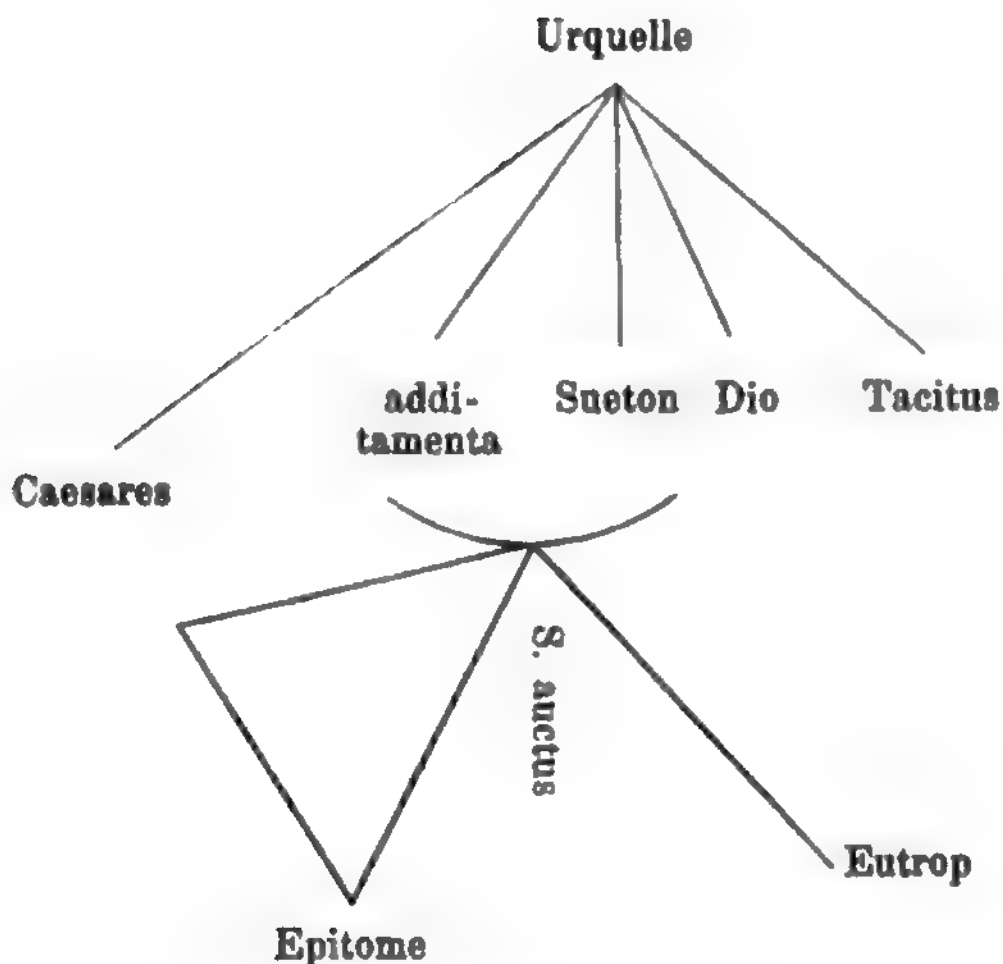 Urquelle
addi-
tamenta
Sueton
Dio
Tacitus
Caesares
S. auctus
Eutrop
Epitome